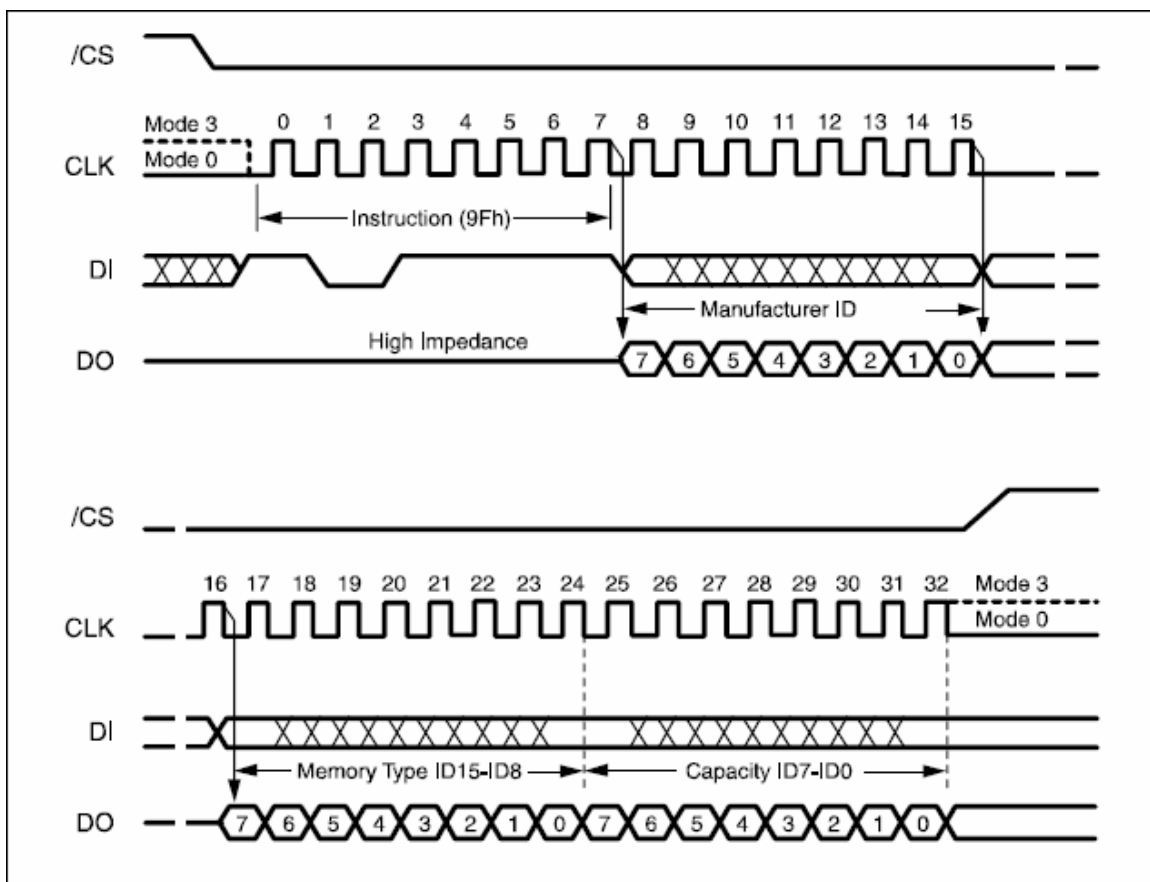 /CS
Mode 3
0 1 2 3 4 5 6 7 8 9 10 11 12 13 14 15
Mode 0
CLK
Instruction (9Fh)
DI
Manufacturer ID
High Impedance
DO
7 6 5 4 3 2 1 0
/CS
16 17 18 19 20 21 22 23 24 25 26 27 28 29 30 31 32
Mode 3
CLK
Mode 0
DI
Memory Type ID15-ID8
Capacity ID7-ID0
DO
7 6 5 4 3 2 1 0 7 6 5 4 3 2 1 0